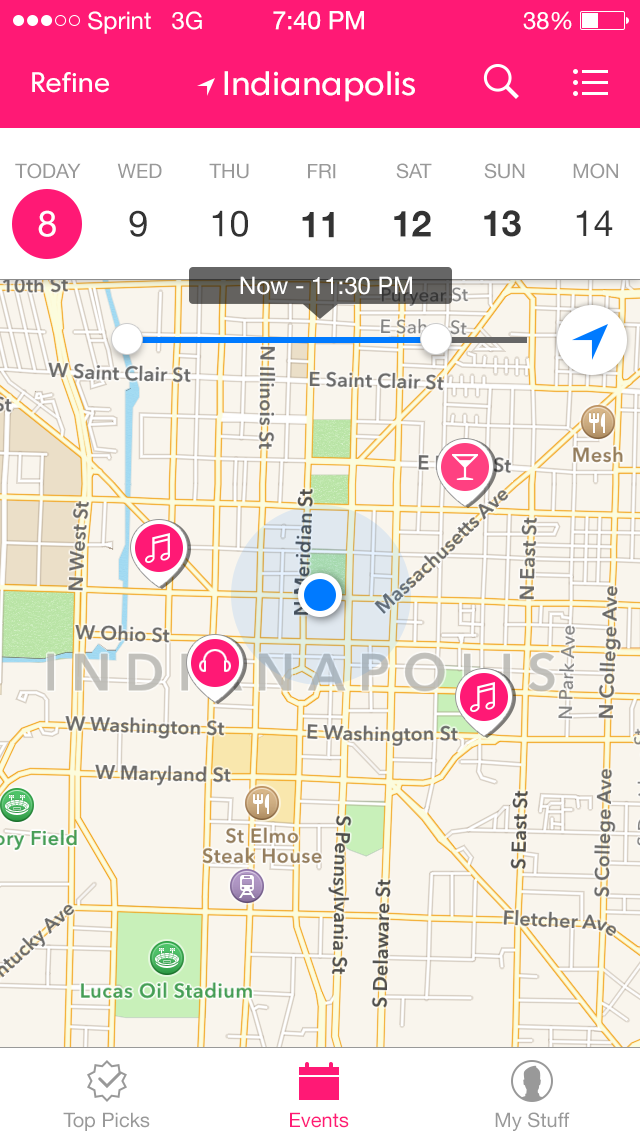 Sprint 3G 7:40 PM 38%
Refine Indianapolis
TODAY WED THU FRI SAT SUN MON
8 9 10 11 12 13 14
10th St
Now - 11:30 PM
Puryear St
E St
N Illinois St
W Saint Clair St
E Saint Clair St
St
Mesh
E St
N West St
N Meridian St
Massachusetts Ave
N East St
W Ohio St
INDIANAPOLIS
N Park Ave
N College Ave
W Washington St
E Washington St
W Maryland St
ory Field
St Elmo
Steak House
S Pennsylvania St
S East St
S College Ave
S Delaware St
Fletcher Ave
ntucky Ave
Lucas Oil Stadium
Top Picks Events My Stuff